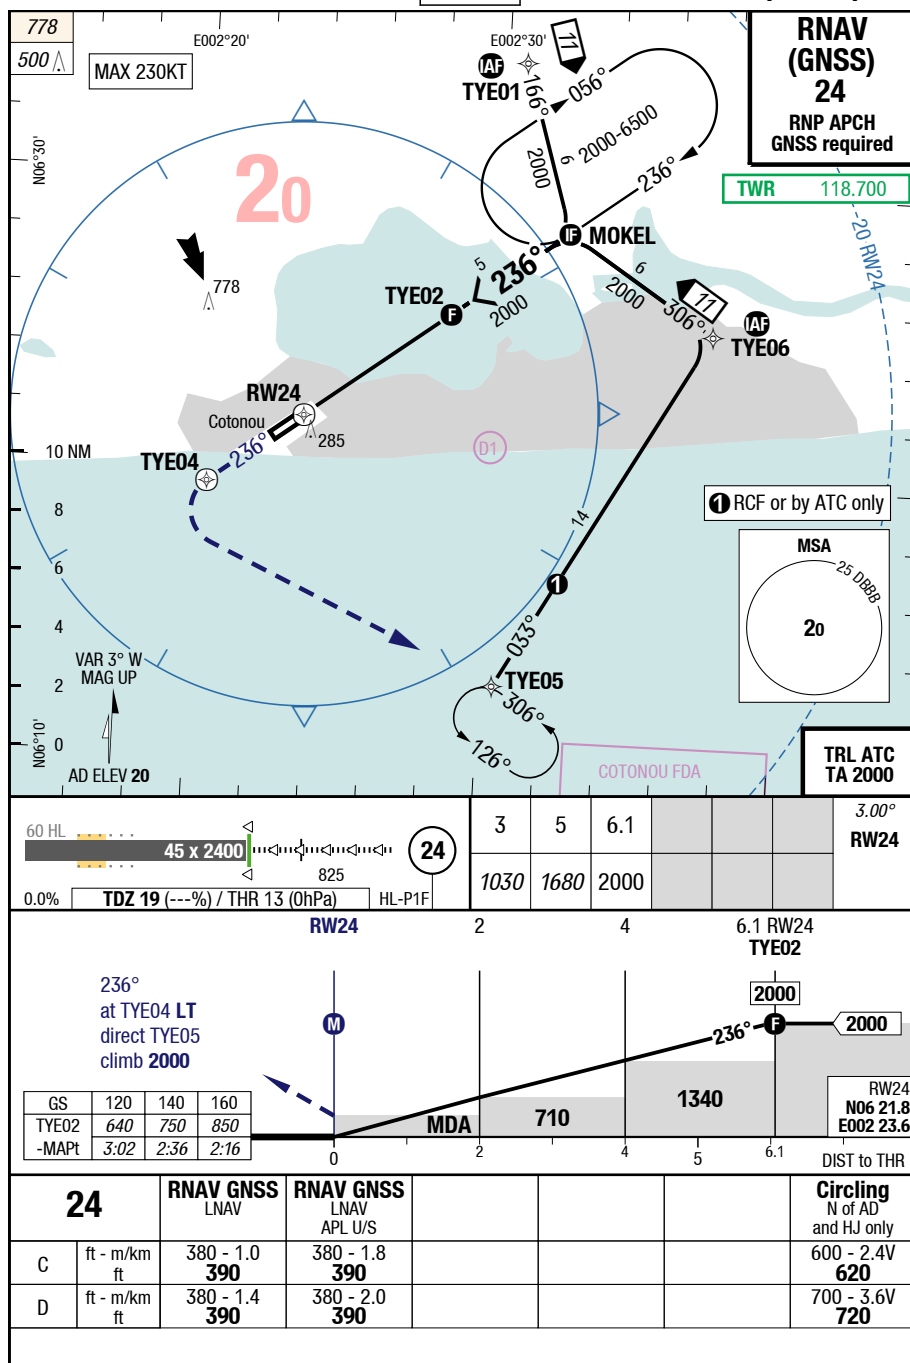 778
500
MAX 230KT
E002°20'
E002°30'
11
IAF
TYE01
166°
056°
2000-6500
6
2000
236°
RNAV
(GNSS)
24
RNP APCH
GNSS required
TWR 118.700
N06°30'
20
778
IF MOKEL
236°
5
2000
TYE02
F
6
2000
306°
11
IAF
TYE06
20 RW24
RW24
Cotonou
285
236°
TYE04
D1
10 NM
8
6
4
2
0
14
1 RCF or by ATC only
MSA
25 DBBB
20
1
033°
TYE05
306°
126°
VAR 3° W
MAG UP
N06°10'
AD ELEV 20
COTONOU FDA
TRL ATC
TA 2000
60 HL
45 x 2400
825
24
0.0%
TDZ 19 (---%) / THR 13 (0hPa)
HL-P1F
3 5 6.1
1030 1680 2000
3.00°
RW24
RW24 2 4 6.1 RW24
TYE02
236°
at TYE04 LT
direct TYE05
climb 2000
M
2000
236°
F
2000
MDA
710
1340
RW24
N06 21.8
E002 23.6
GS 120 140 160
TYE02 640 750 850
-MAPt 3:02 2:36 2:16
0 2 4 5 6.1
DIST to THR
24
RNAV GNSS
LNAV
RNAV GNSS
LNAV
APL U/S
Circling
N of AD
and HJ only
C ft - m/km 380 - 1.0 380 - 1.8 600 - 2.4V
ft 390 390 620
D ft - m/km 380 - 1.4 380 - 2.0 700 - 3.6V
ft 390 390 720